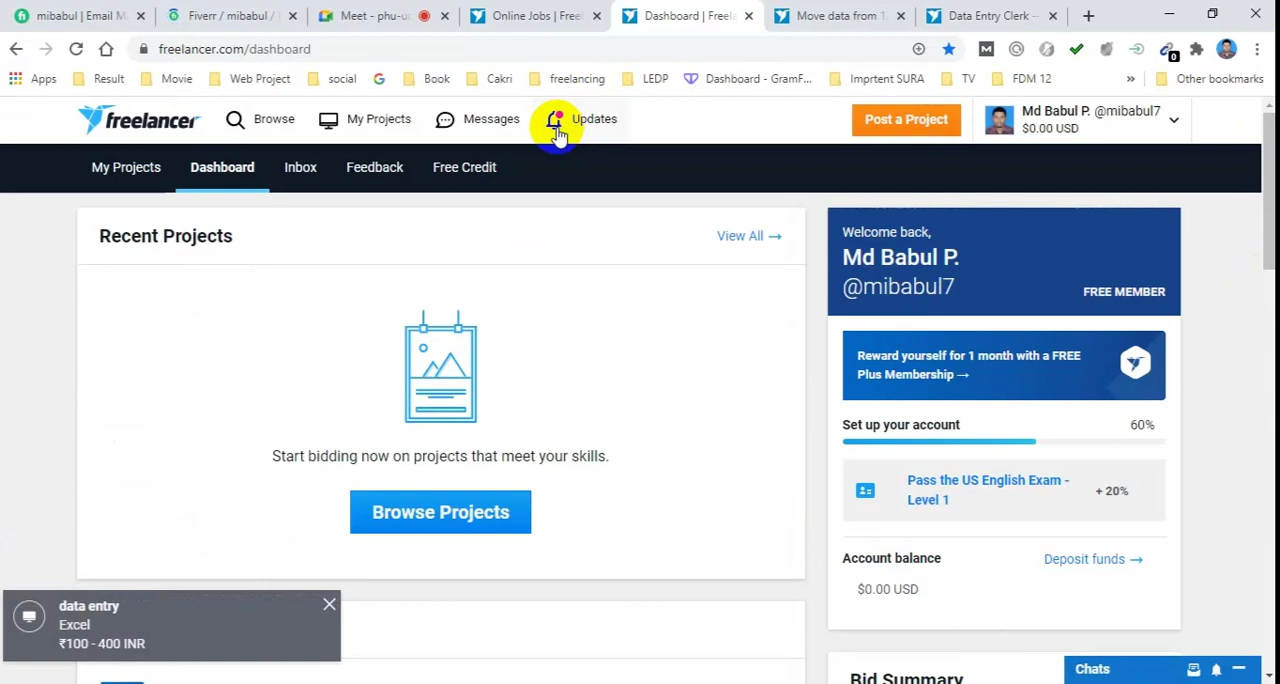 mibabul | Email M
Fiverr / mibabul /
Meet - phu-u
Online Jobs | Free
Dashboard | Freela
Move data from 1
Data Entry Clerk --
freelancer.com/dashboard
0
Apps
Result
Movie
Web Project
social
Book
Cakri
freelancing
LEDP
Dashboard - GramF...
Imprtent SURA
TV
FDM 12
»
Other bookmarks
freelancer
Browse
My Projects
Messages
Updates
Post a Project
Md Babul P. @mibabul7
$0.00 USD
My Projects
Dashboard
Inbox
Feedback
Free Credit
Recent Projects
View All →
Start bidding now on projects that meet your skills.
Browse Projects
Welcome back,
Md Babul P.
@mibabul7
FREE MEMBER
Reward yourself for 1 month with a FREE
Plus Membership →
Set up your account
60%
Pass the US English Exam -
Level 1
+ 20%
Account balance
Deposit funds →
$0.00 USD
data entry
Excel
₹100 - 400 INR
Bid Summary
Chats